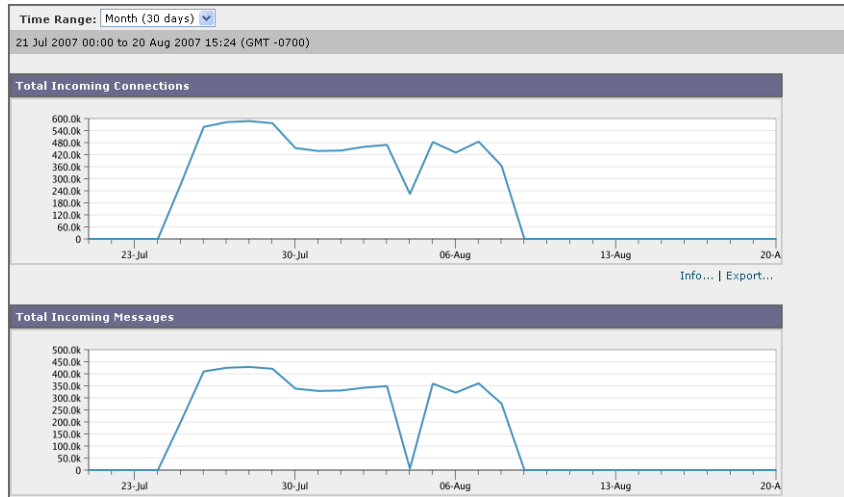 Time Range: Month (30 days)
21 Jul 2007 00:00 to 20 Aug 2007 15:24 (GMT -0700)
Total Incoming Connections
600.0k
540.0k
480.0k
420.0k
360.0k
300.0k
240.0k
180.0k
120.0k
60.0k
0
23-Jul 30-Jul 06-Aug 13-Aug 20-A
Info... | Export...
Total Incoming Messages
500.0k
450.0k
400.0k
350.0k
300.0k
250.0k
200.0k
150.0k
100.0k
50.0k
0
23-Jul 30-Jul 06-Aug 13-Aug 20-A